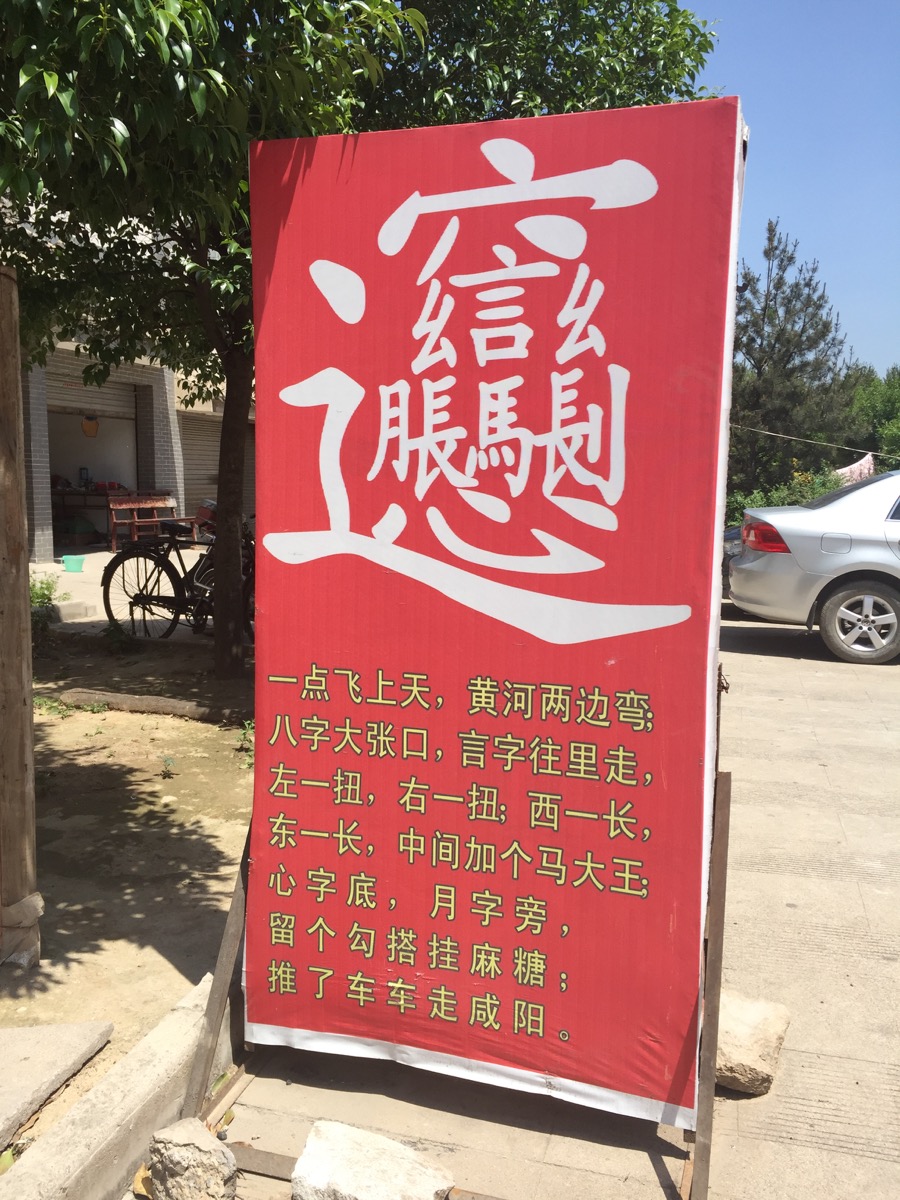 𰻞
一点飞上天，黄河两边弯；
八字大张口，言字往里走，
左一扭，右一扭；西一长，
东一长，中间加个马大王；
心字底，月字旁，
留个勾搭挂麻糖；
推了车车走咸阳。